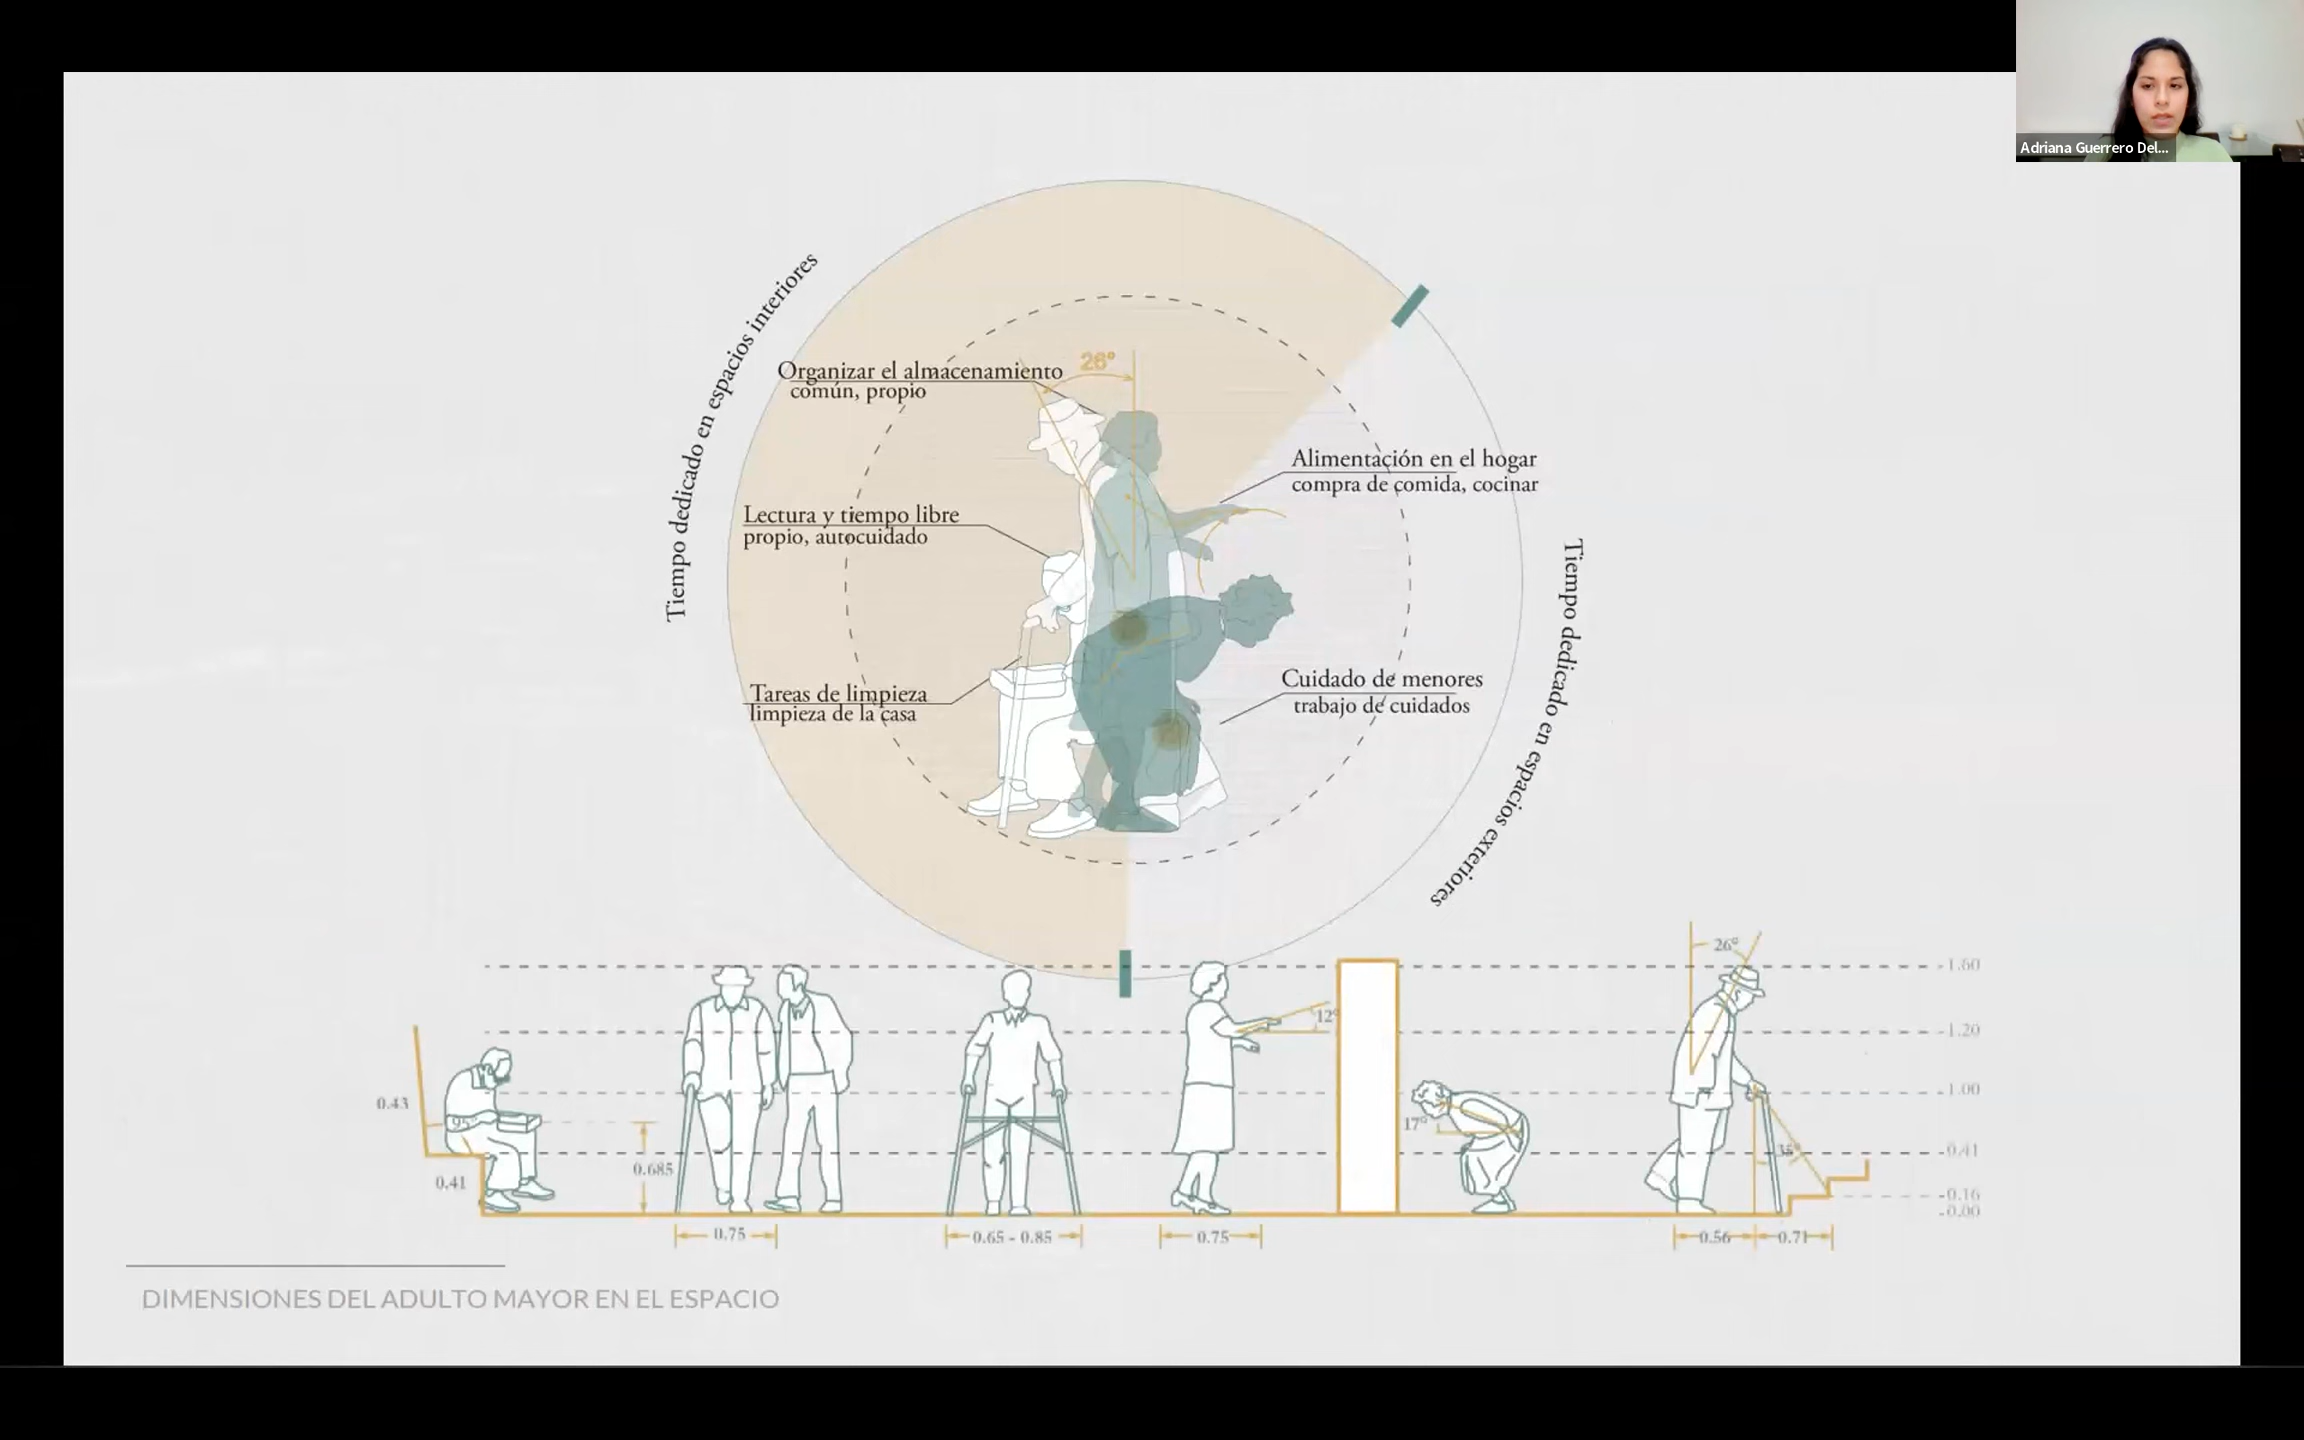 Adriana Guerrero Del...
Tiempo dedicado en espacios interiores
26°
Organizar el almacenamiento
común, propio
Alimentación en el hogar
compra de comida, cocinar
Lectura y tiempo libre
propio, autocuidado
Tiempo dedicado en espacios exteriores
Cuidado de menores
trabajo de cuidados
Tareas de limpieza
limpieza de la casa
26°
1.60
12°
1.20
0.43
95°
1.00
17°
0.685
0.41
35°
0.41
0.16
0.00
0.75
0.65 - 0.85
0.75
0.56
0.71
DIMENSIONES DEL ADULTO MAYOR EN EL ESPACIO